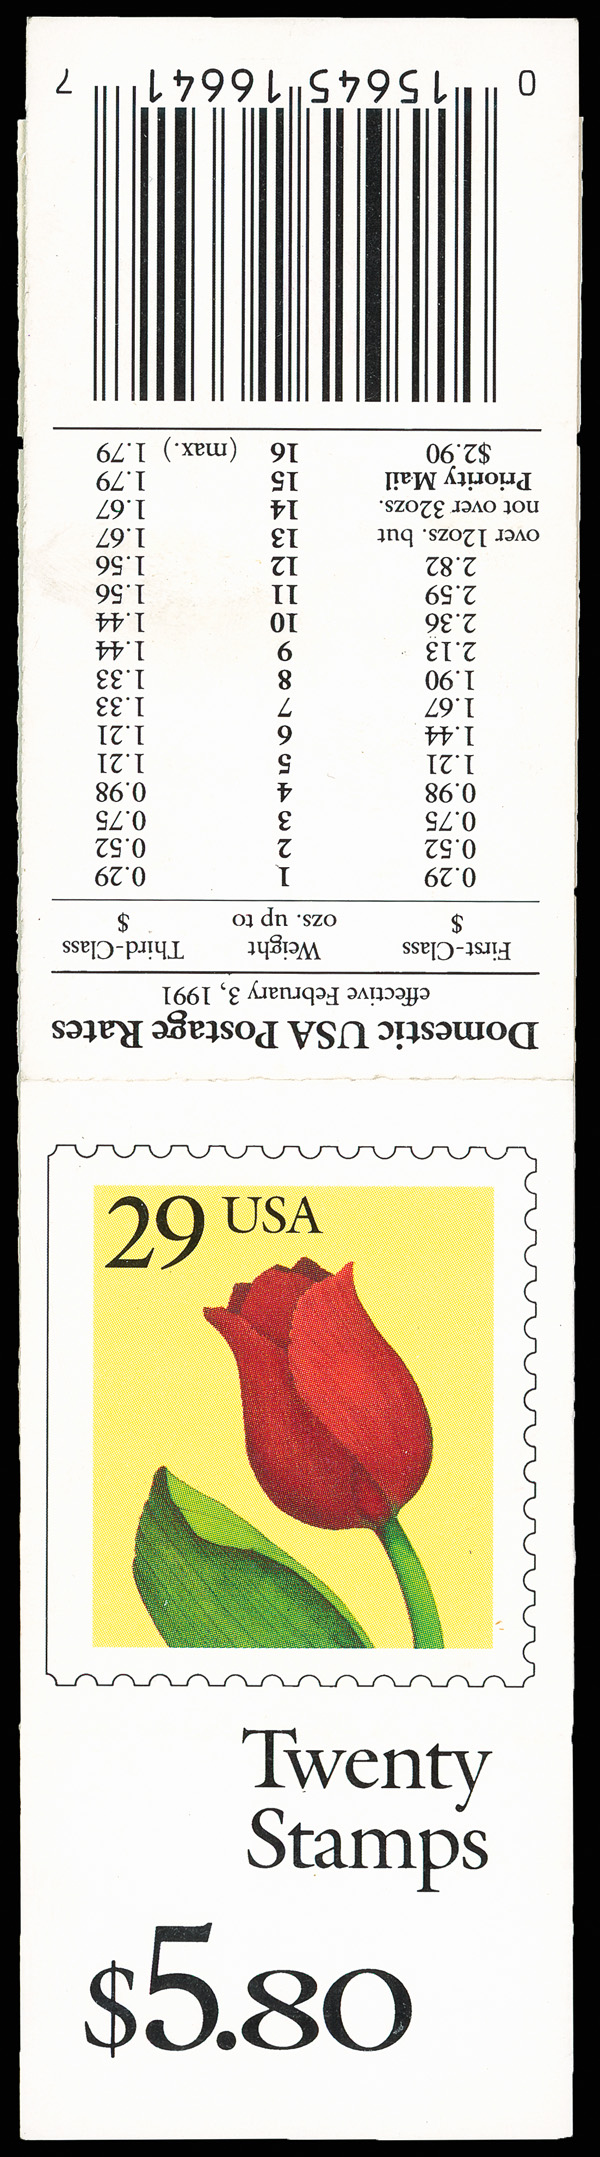 Domestic USA Postage Rates
effective February 3, 1991
First-Class Weight Third-Class
$ ozs. up to $
0.29 1 0.29
0.52 2 0.52
0.75 3 0.75
0.98 4 0.98
1.21 5 1.21
1.44 6 1.21
1.67 7 1.33
1.90 8 1.33
2.13 9 1.44
2.36 10 1.44
2.59 11 1.56
2.82 12 1.56
over 12ozs. but 13 1.67
not over 32ozs. 14 1.67
Priority Mail 15 1.79
$2.90 16 (max.) 1.79
0 15645 16641 7
29 USA
Twenty
Stamps
$5.80